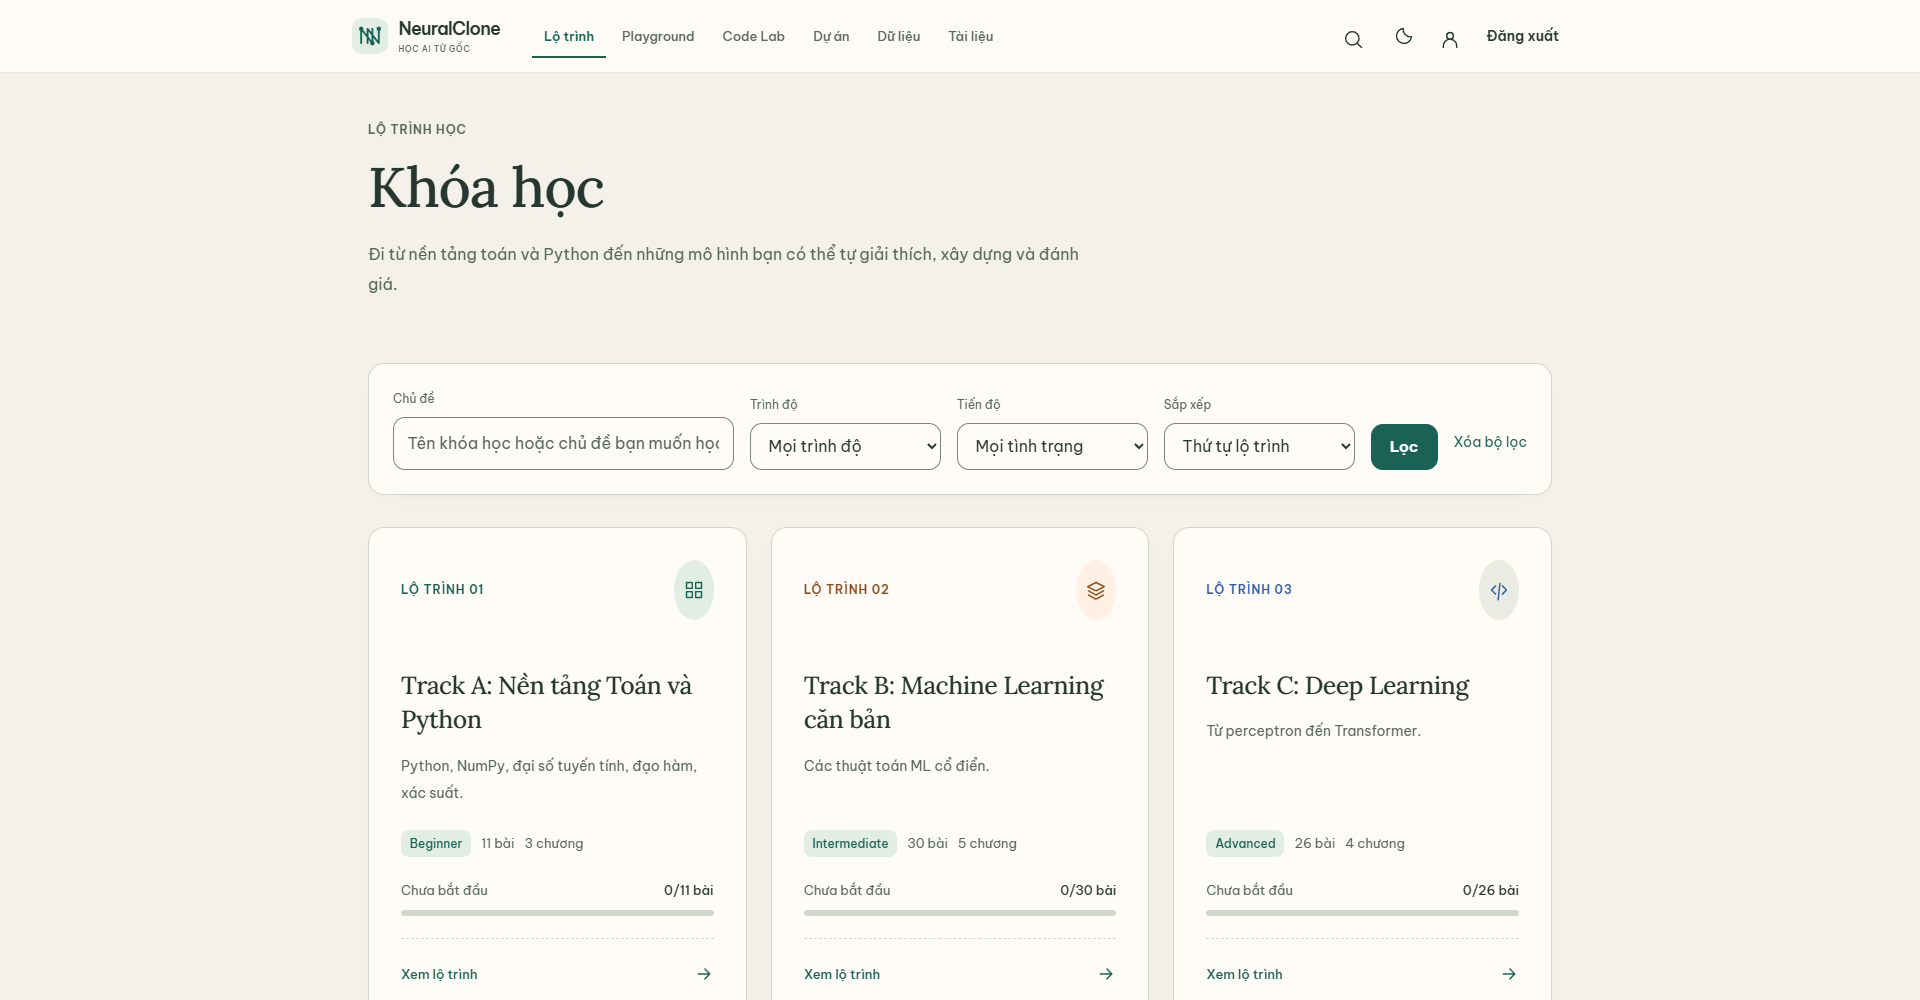 NeuralClone
HỌC AI TỪ GỐC
Lộ trình
Playground
Code Lab
Dự án
Dữ liệu
Tài liệu
Đăng xuất
LỘ TRÌNH HỌC
Khóa học
Đi từ nền tảng toán và Python đến những mô hình bạn có thể tự giải thích, xây dựng và đánh
giá.
Chủ đề
Tên khóa học hoặc chủ đề bạn muốn học
Trình độ
Mọi trình độ
Tiến độ
Mọi tình trạng
Sắp xếp
Thứ tự lộ trình
Lọc
Xóa bộ lọc
LỘ TRÌNH 01
Track A: Nền tảng Toán và
Python
Python, NumPy, đại số tuyến tính, đạo hàm,
xác suất.
Beginner
11 bài
3 chương
Chưa bắt đầu
0/11 bài
Xem lộ trình
LỘ TRÌNH 02
Track B: Machine Learning
căn bản
Các thuật toán ML cổ điển.
Intermediate
30 bài
5 chương
Chưa bắt đầu
0/30 bài
Xem lộ trình
LỘ TRÌNH 03
Track C: Deep Learning
Từ perceptron đến Transformer.
Advanced
26 bài
4 chương
Chưa bắt đầu
0/26 bài
Xem lộ trình